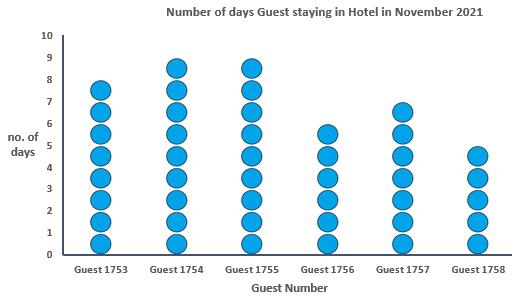 Number of days Guest staying in Hotel in November 2021
10
9
8
7
6
5
4
3
2
1
0
no. of
days
Guest 1753 Guest 1754 Guest 1755 Guest 1756 Guest 1757 Guest 1758
Guest Number